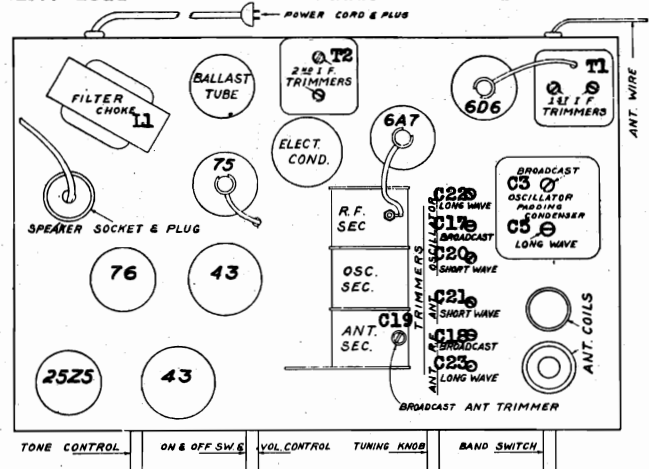 POWER CORD & PLUG
T2
2ND I F.
TRIMMERS
BALLAST
TUBE
FILTER
CHOKE L1
6D6
T1
1ST I F
TRIMMERS
ANT. WIRE
6A7
ELECT.
COND.
75
SPEAKER SOCKET & PLUG
R.F.
SEC
OSC.
SEC.
ANT.
SEC.
C19
TRIMMERS
OSCILLATOR
ANT
R.F.
ANT
C22
LONG WAVE
C17
BROADCAST
C20
SHORT WAVE
C21
SHORT WAVE
C18
BROADCAST
C23
LONG WAVE
BROADCAST
C3
OSCILLATOR
PADDING
CONDENSER
C5
LONG WAVE
ANT. COILS
76
43
25Z5
43
BROADCAST ANT TRIMMER
TONE CONTROL
ON & OFF SW. & VOL. CONTROL
TUNING KNOB
BAND SWITCH